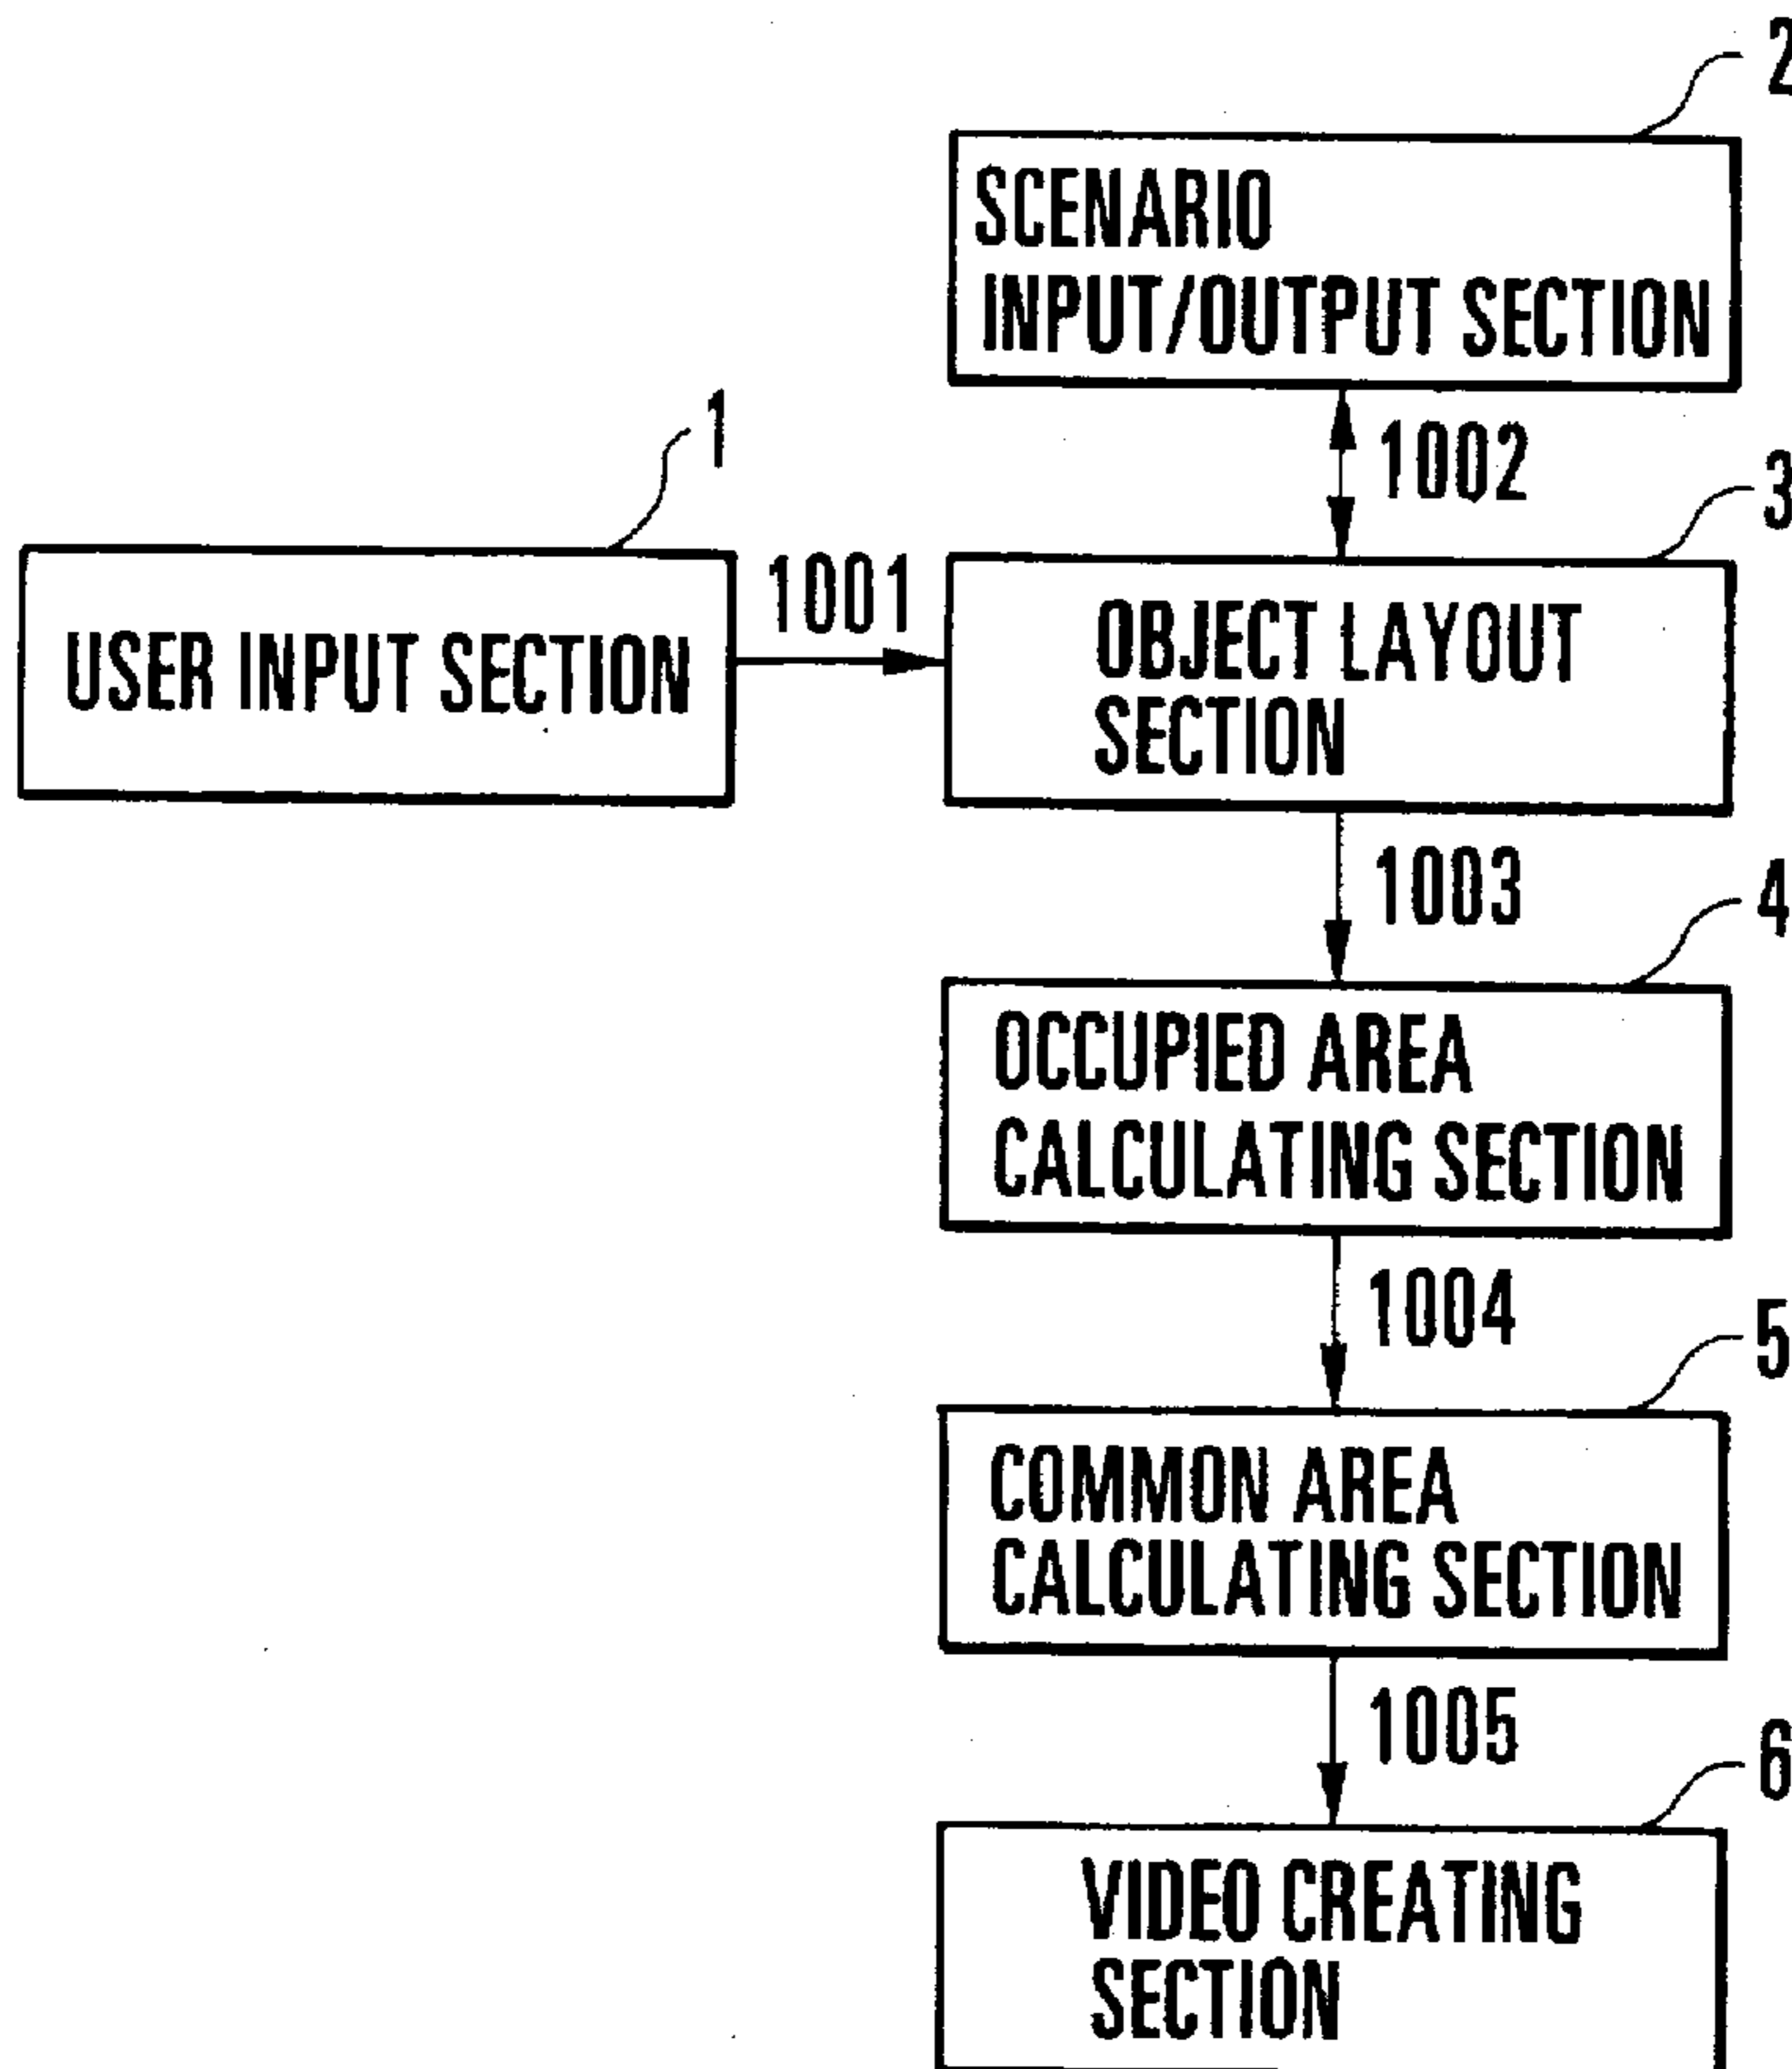 2
SCENARIO
INPUT/OUTPUT SECTION
1
1002
3
USER INPUT SECTION
1001
OBJECT LAYOUT
SECTION
1003
4
OCCUPIED AREA
CALCULATING SECTION
1004
5
COMMON AREA
CALCULATING SECTION
1005
6
VIDEO CREATING
SECTION